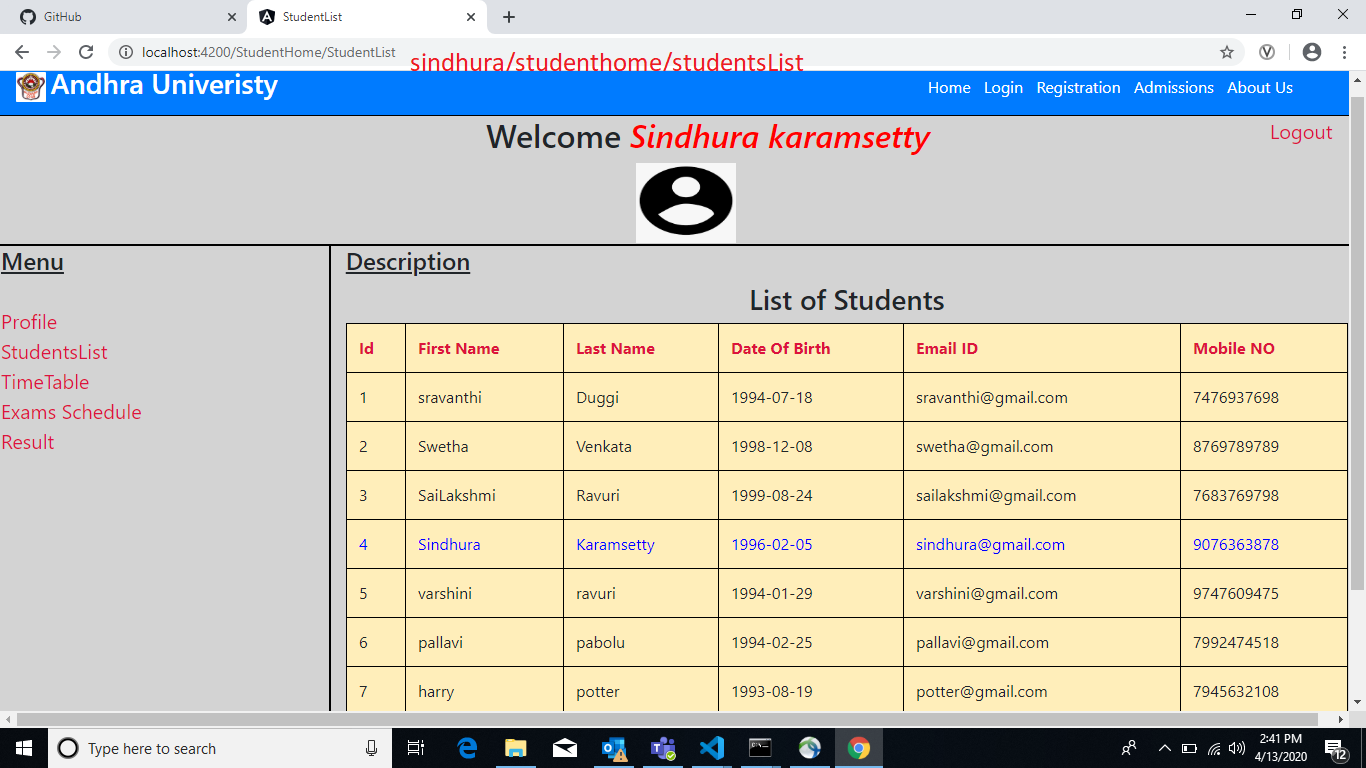 GitHub
StudentList
localhost:4200/StudentHome/StudentList
sindhura/studenthome/studentsList
Andhra Univeristy
Home Login Registration Admissions About Us
Welcome Sindhura karamsetty
Logout
Menu
Profile
StudentsList
TimeTable
Exams Schedule
Result
Description
List of Students
Id First Name Last Name Date Of Birth Email ID Mobile NO
1 sravanthi Duggi 1994-07-18 sravanthi@gmail.com 7476937698
2 Swetha Venkata 1998-12-08 swetha@gmail.com 8769789789
3 SaiLakshmi Ravuri 1999-08-24 sailakshmi@gmail.com 7683769798
4 Sindhura Karamsetty 1996-02-05 sindhura@gmail.com 9076363878
5 varshini ravuri 1994-01-29 varshini@gmail.com 9747609475
6 pallavi pabolu 1994-02-25 pallavi@gmail.com 7992474518
7 harry potter 1993-08-19 potter@gmail.com 7945632108
Type here to search
2:41 PM
4/13/2020
12